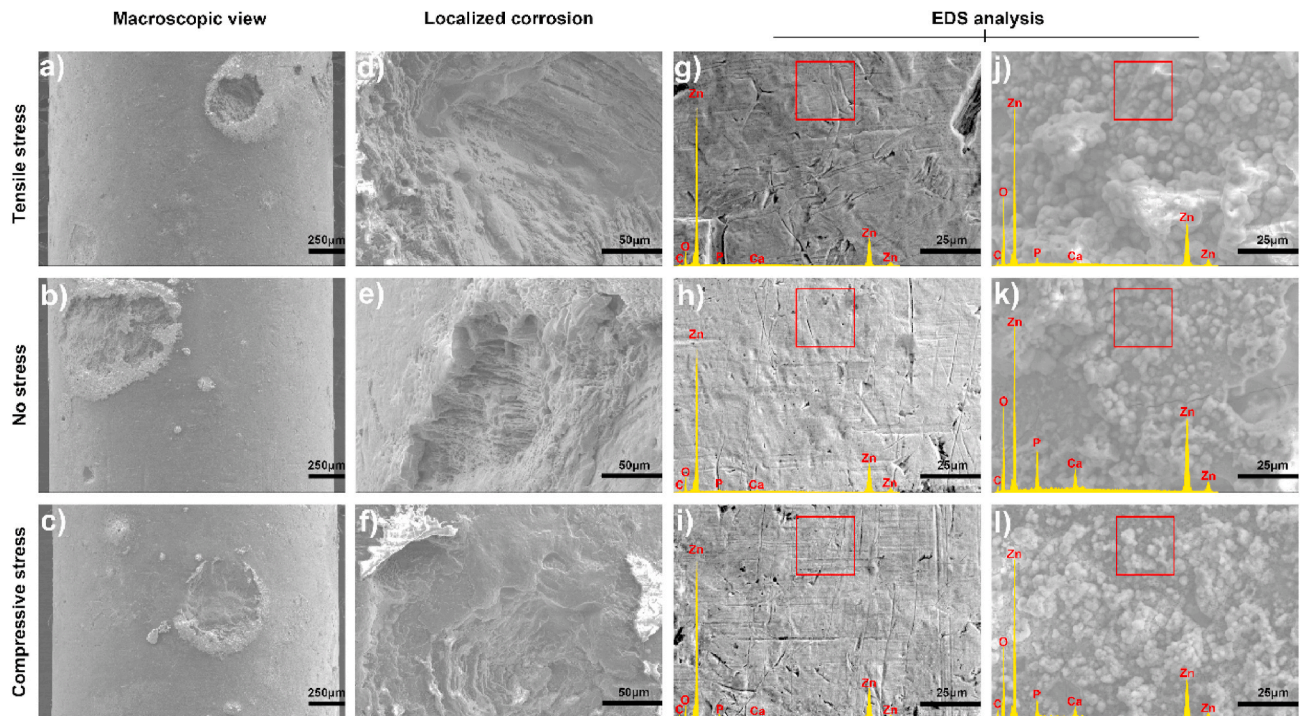 Macroscopic view
Localized corrosion
EDS analysis
Tensile stress
a)
250μm
d)
50μm
g)
Zn
O
C
P
Ca
Zn
Zn
25μm
j)
Zn
O
C
P
Ca
Zn
Zn
25μm
No stress
b)
250μm
e)
50μm
h)
Zn
O
C
P
Ca
Zn
Zn
25μm
k)
Zn
O
C
P
Ca
Zn
Zn
25μm
Compressive stress
c)
250μm
f)
50μm
i)
Zn
O
C
P
Ca
Zn
Zn
25μm
l)
Zn
O
C
P
Ca
Zn
Zn
25μm